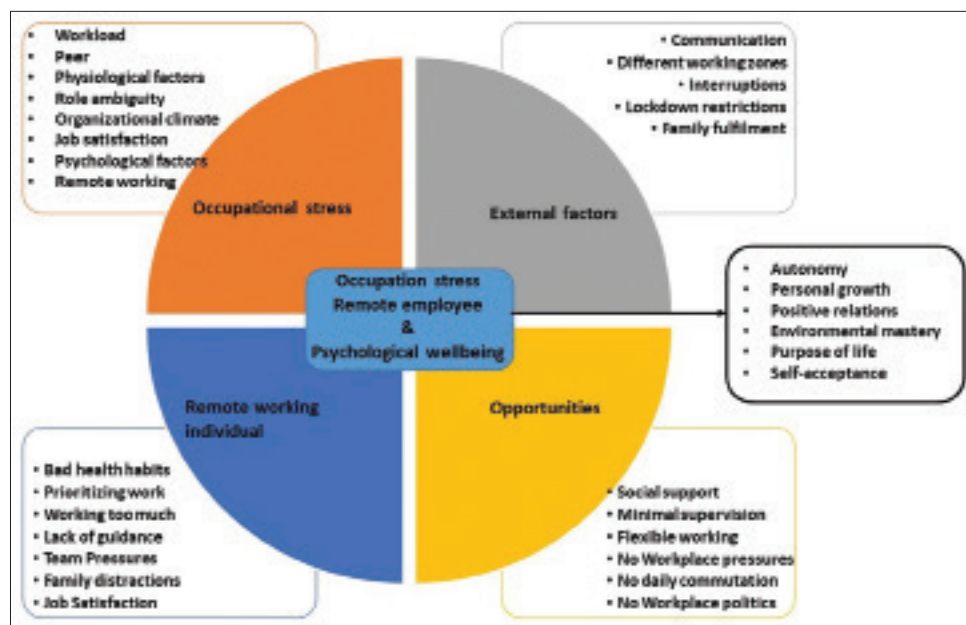 Workload
Peer
Physiological factors
Role ambiguity
Organizational climate
Job satisfaction
Psychological factors
Remote working
Occupational stress
Communication
Different working zones
Interruptions
Lockdown restrictions
Family fulfilment
External factors
Occupation stress
Remote employee
&
Psychological wellbeing
Autonomy
Personal growth
Positive relations
Environmental mastery
Purpose of life
Self-acceptance
Remote working
individual
Bad health habits
Prioritizing work
Working too much
Lack of guidance
Team Pressures
Family distractions
Job Satisfaction
Opportunities
Social support
Minimal supervision
Flexible working
No Workplace pressures
No daily commutation
No Workplace politics